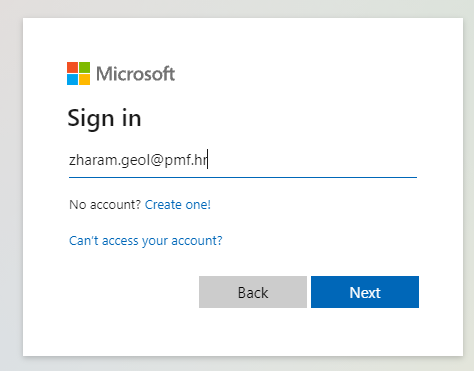 Microsoft
Sign in
zharam.geol@pmf.hr
No account? Create one!
Can't access your account?
Back Next